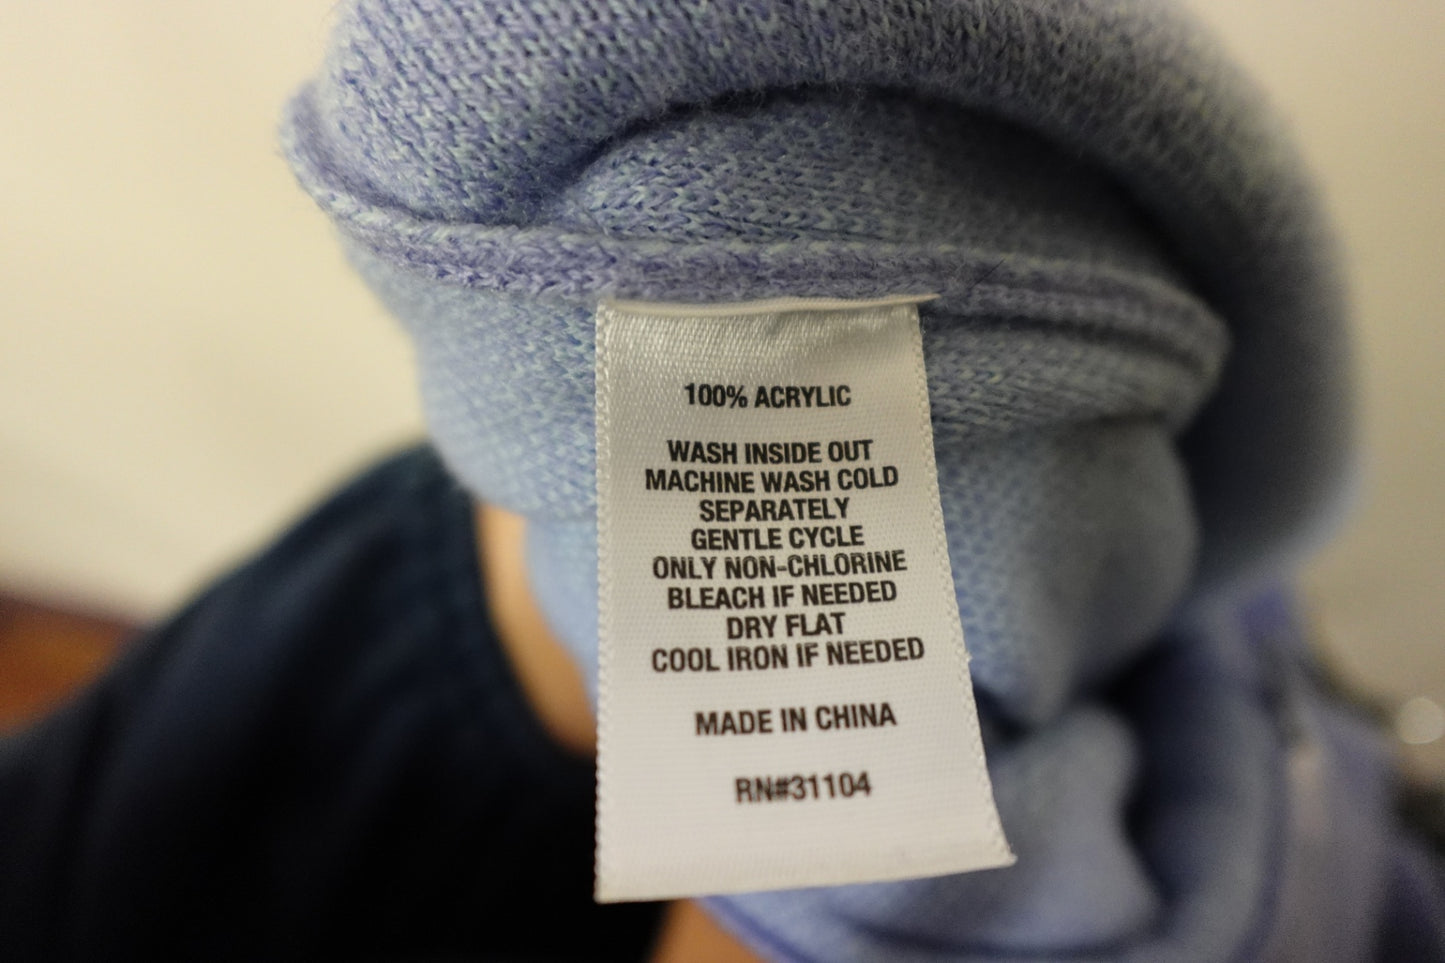 100% ACRYLIC
WASH INSIDE OUT
MACHINE WASH COLD
SEPARATELY
GENTLE CYCLE
ONLY NON-CHLORINE
BLEACH IF NEEDED
DRY FLAT
COOL IRON IF NEEDED
MADE IN CHINA
RN#31104